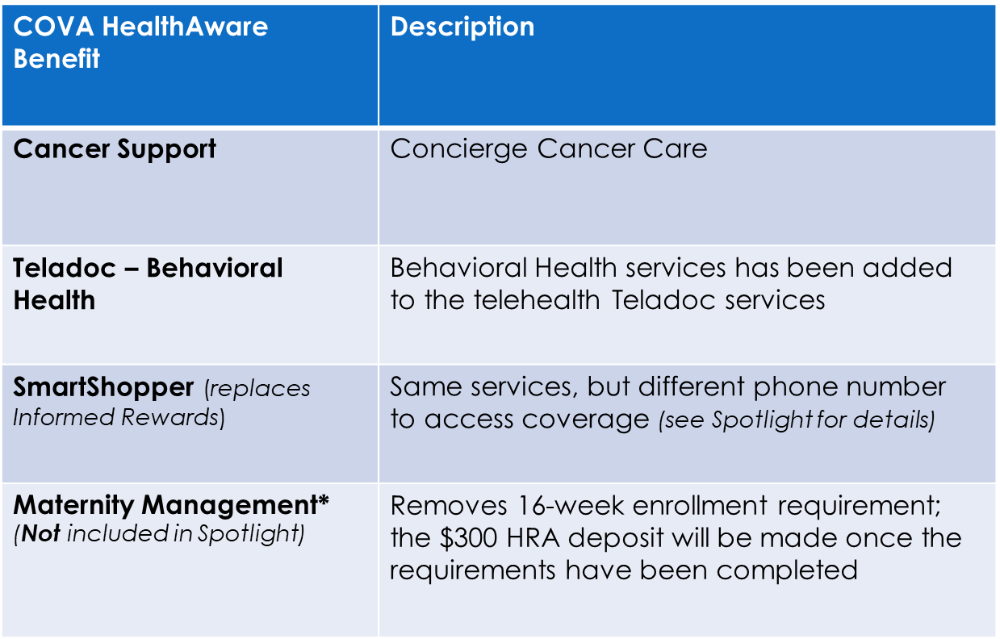 COVA HealthAware
Benefit
Description
Cancer Support
Concierge Cancer Care
Teladoc – Behavioral
Health
Behavioral Health services has been added
to the telehealth Teladoc services
SmartShopper (replaces
Informed Rewards)
Same services, but different phone number
to access coverage (see Spotlight for details)
Maternity Management*
(Not included in Spotlight)
Removes 16-week enrollment requirement;
the $300 HRA deposit will be made once the
requirements have been completed